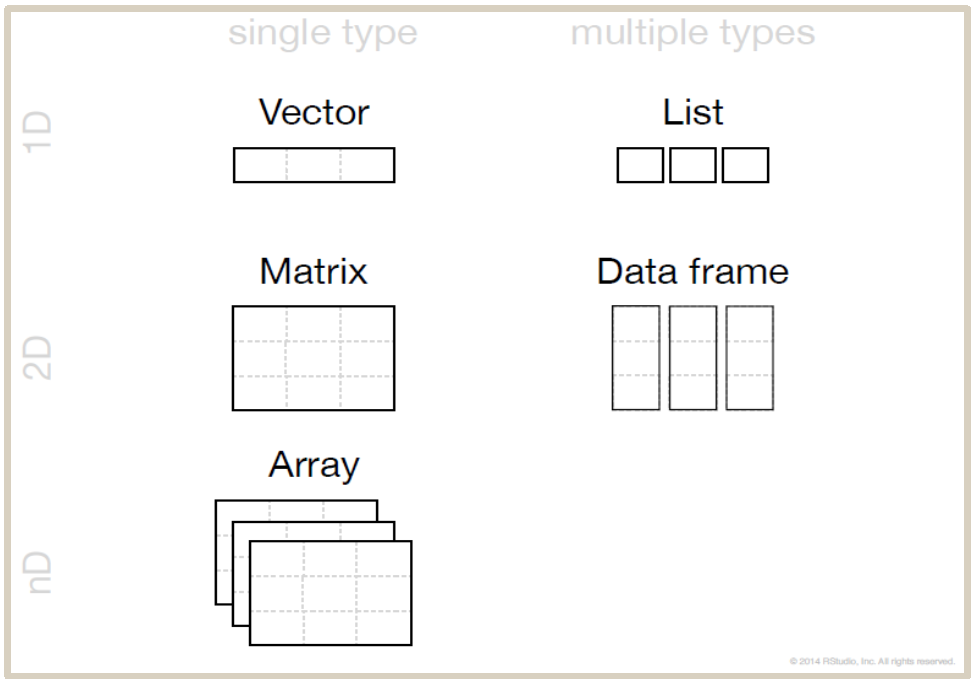 single type
multiple types
1D
Vector
List
2D
Matrix
Data frame
nD
Array
© 2014 RStudio, Inc. All rights reserved.